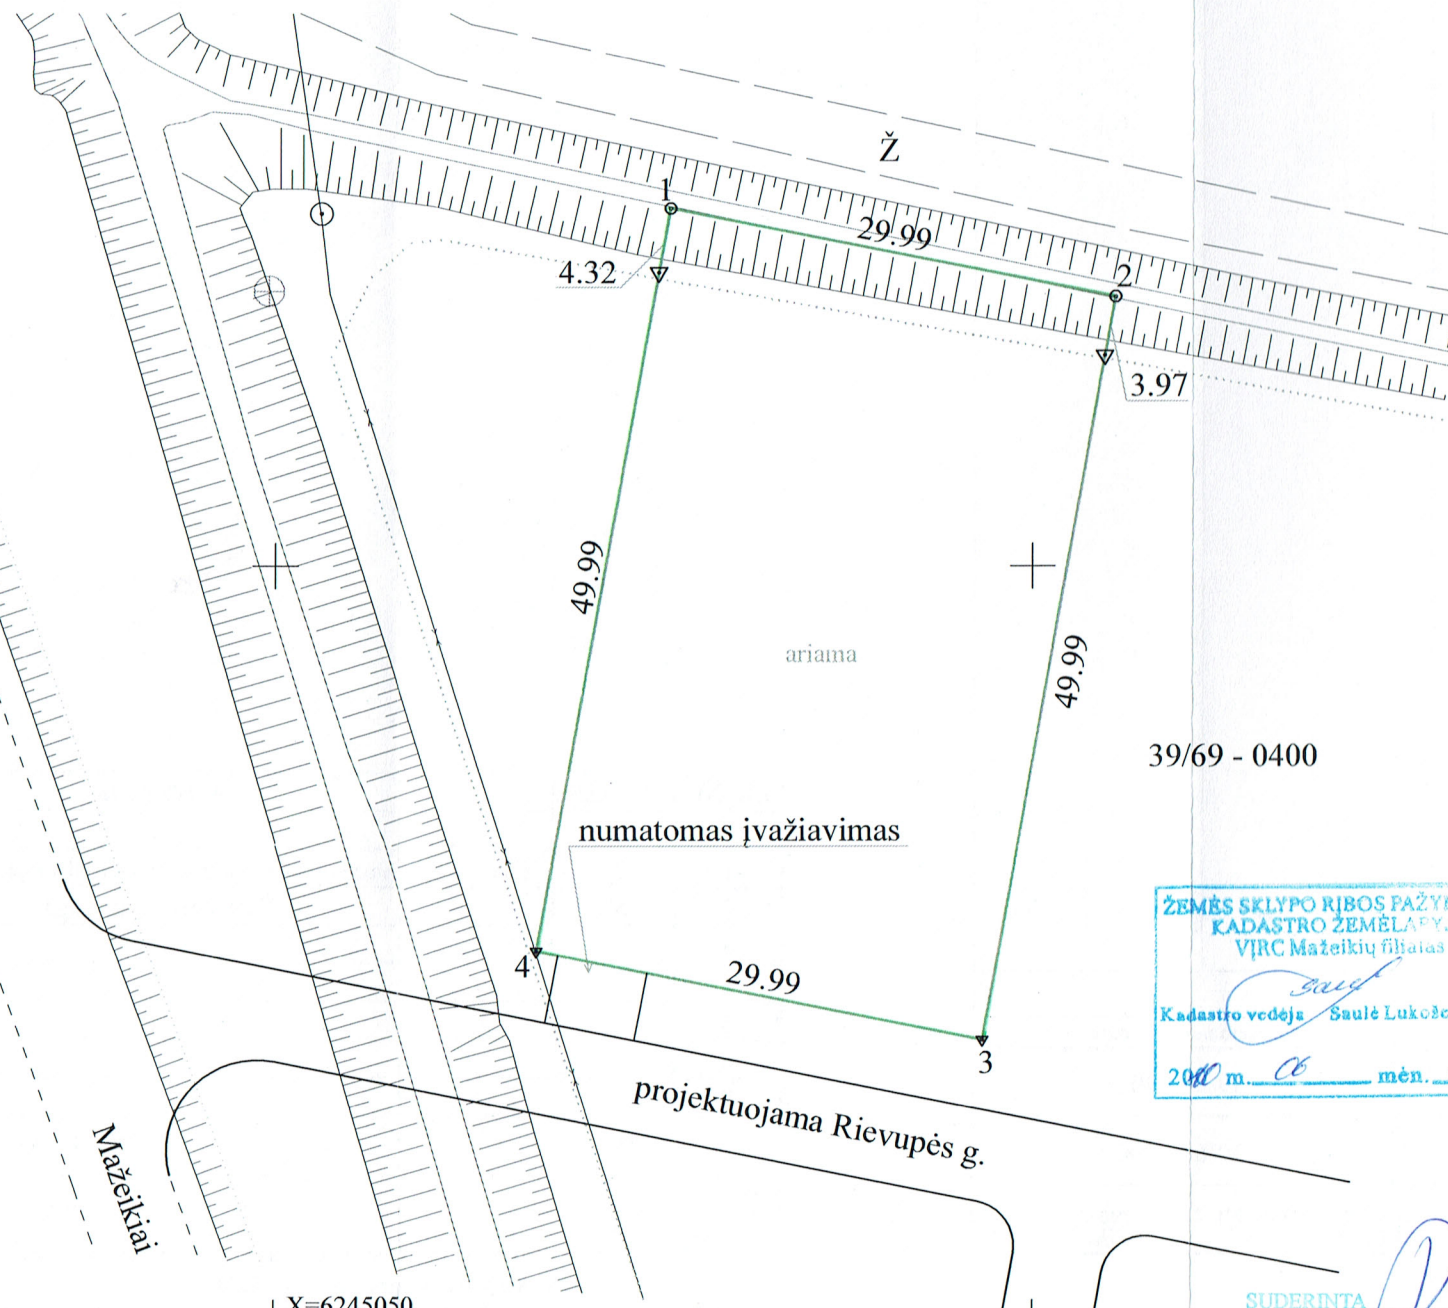 Ž
1
29.99
2
4.32
3.97
49.99
ariama
49.99
39/69 - 0400
numatomas įvažiavimas
4
29.99
3
projektuojama Rievupės g.
Mažeikiai
ŽEMĖS SKLYPO RIBOS
KADASTRO
VĮRC Mažeikių filialas
Kadastro vedėja Saulė
2010 m. 06 mėn.
SUDERINTA
X=6245050